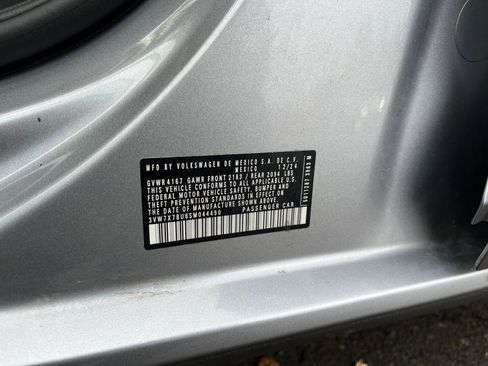 MFD BY VOLKSWAGEN DE MEXICO S.A. DE C.V.
MEXICO 12/24
GVWR 4167 GAWR FRONT 2183 / REAR 2094 LBS
THIS VEHICLE CONFORMS TO ALL APPLICABLE
FEDERAL MOTOR VEHICLE SAFETY, BUMPER AND
THEFT PREVENTION STANDARDS IN EFFECT ON
THE DATE OF MANUFACTURE SHOWN ABOVE.
3VW7X7BU8SM044480 PASSENGER CAR